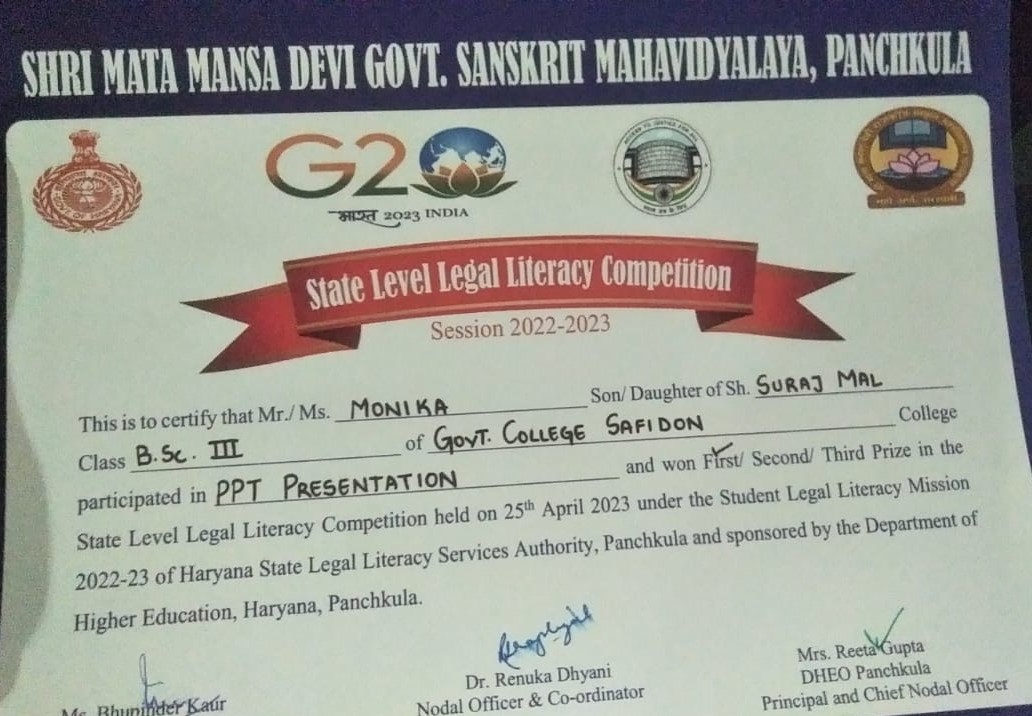 SHRI MATA MANSA DEVI GOVT. SANSKRIT MAHAVIDYALAYA, PANCHKULA
G20
भारत 2023 INDIA
State Level Legal Literacy Competition
Session 2022-2023
This is to certify that Mr./ Ms. MONIKA Son/ Daughter of Sh. SURAJ MAL
Class B.Sc. III of GOVT. COLLEGE SAFIDON College
participated in PPT PRESENTATION and won First/ Second/ Third Prize in the
State Level Legal Literacy Competition held on 25th April 2023 under the Student Legal Literacy Mission
2022-23 of Haryana State Legal Literacy Services Authority, Panchkula and sponsored by the Department of
Higher Education, Haryana, Panchkula.
Ms. Bhupinder Kaur
Dr. Renuka Dhyani
Nodal Officer & Co-ordinator
Mrs. Reeta Gupta
DHEO Panchkula
Principal and Chief Nodal Officer